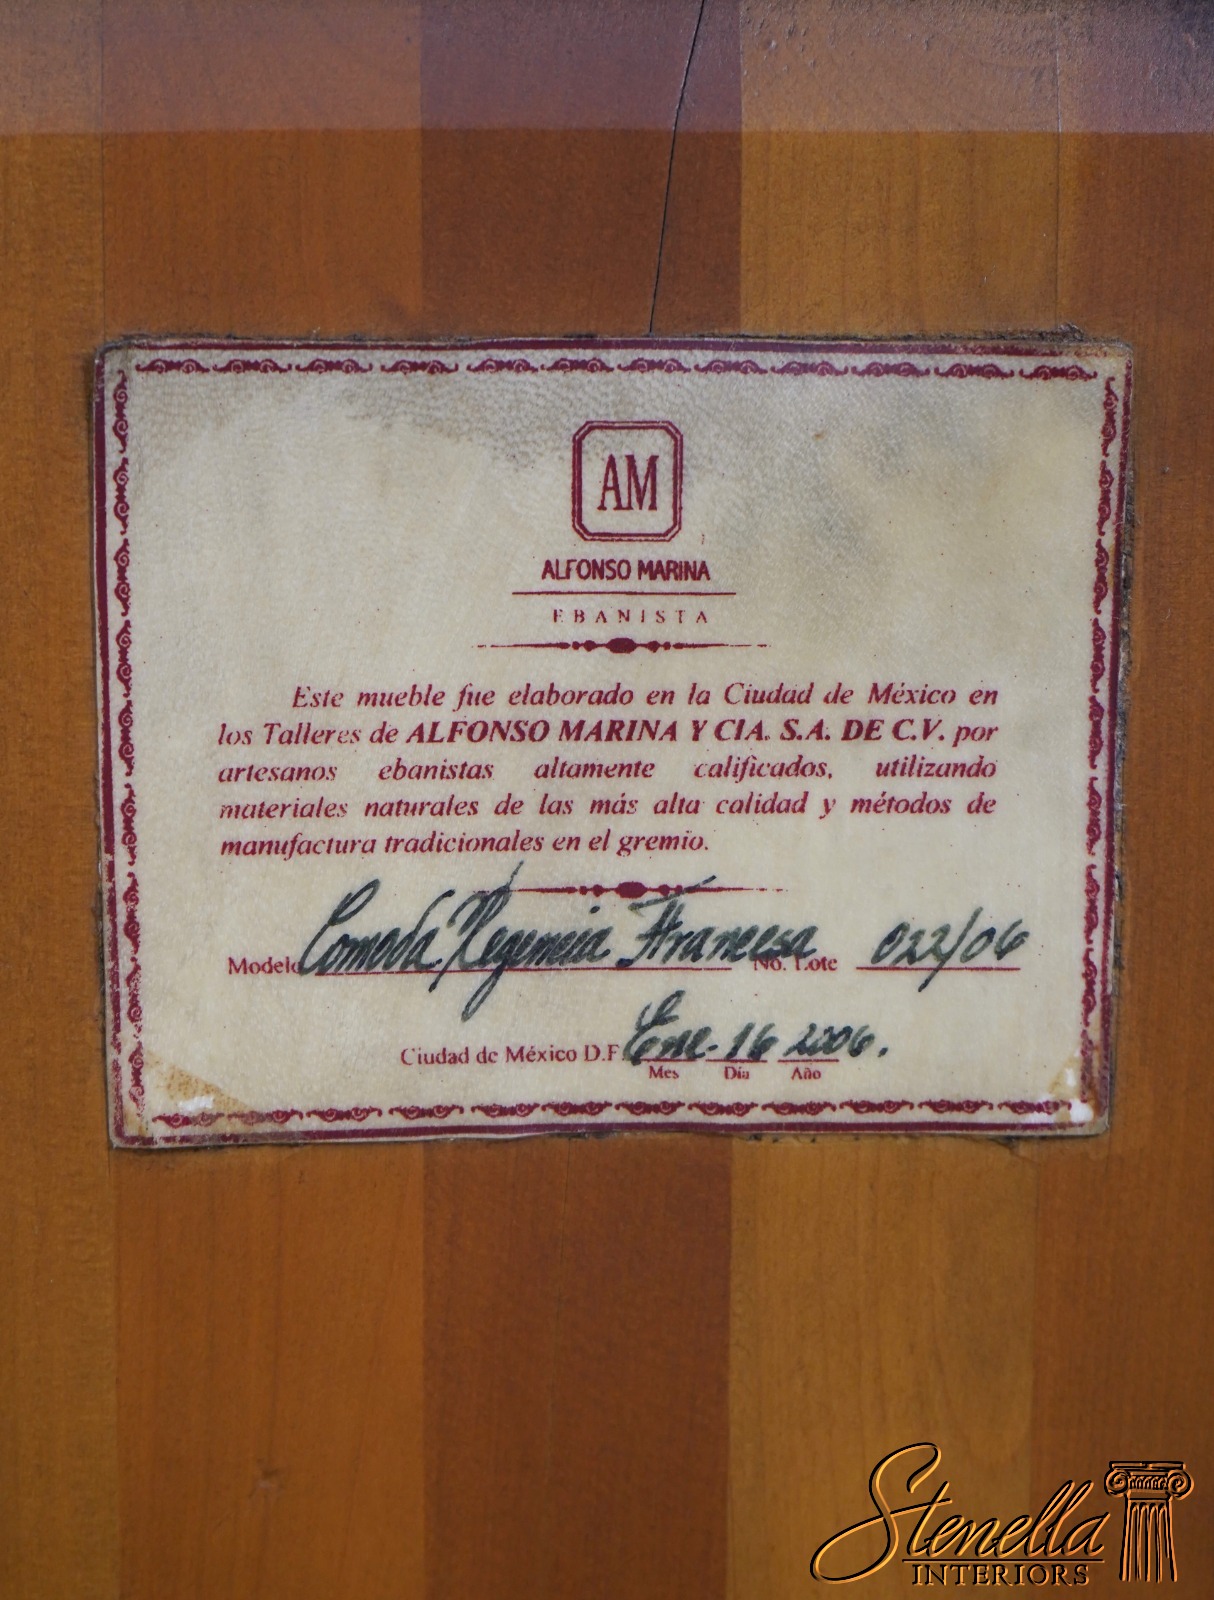 AM
ALFONSO MARINA
EBANISTA
Este mueble fue elaborado en la Ciudad de México en
los Talleres de ALFONSO MARINA Y CIA. S.A. DE C.V. por
artesanos ebanistas altamente calificados, utilizando
materiales naturales de las más alta calidad y métodos de
manufactura tradicionales en el gremio.
Modelo Comoda Regencia Francesa No. Lote 022/06
Ciudad de México D.F. Ene. 16 2006.
Mes Día Año
Stenella
INTERIORS